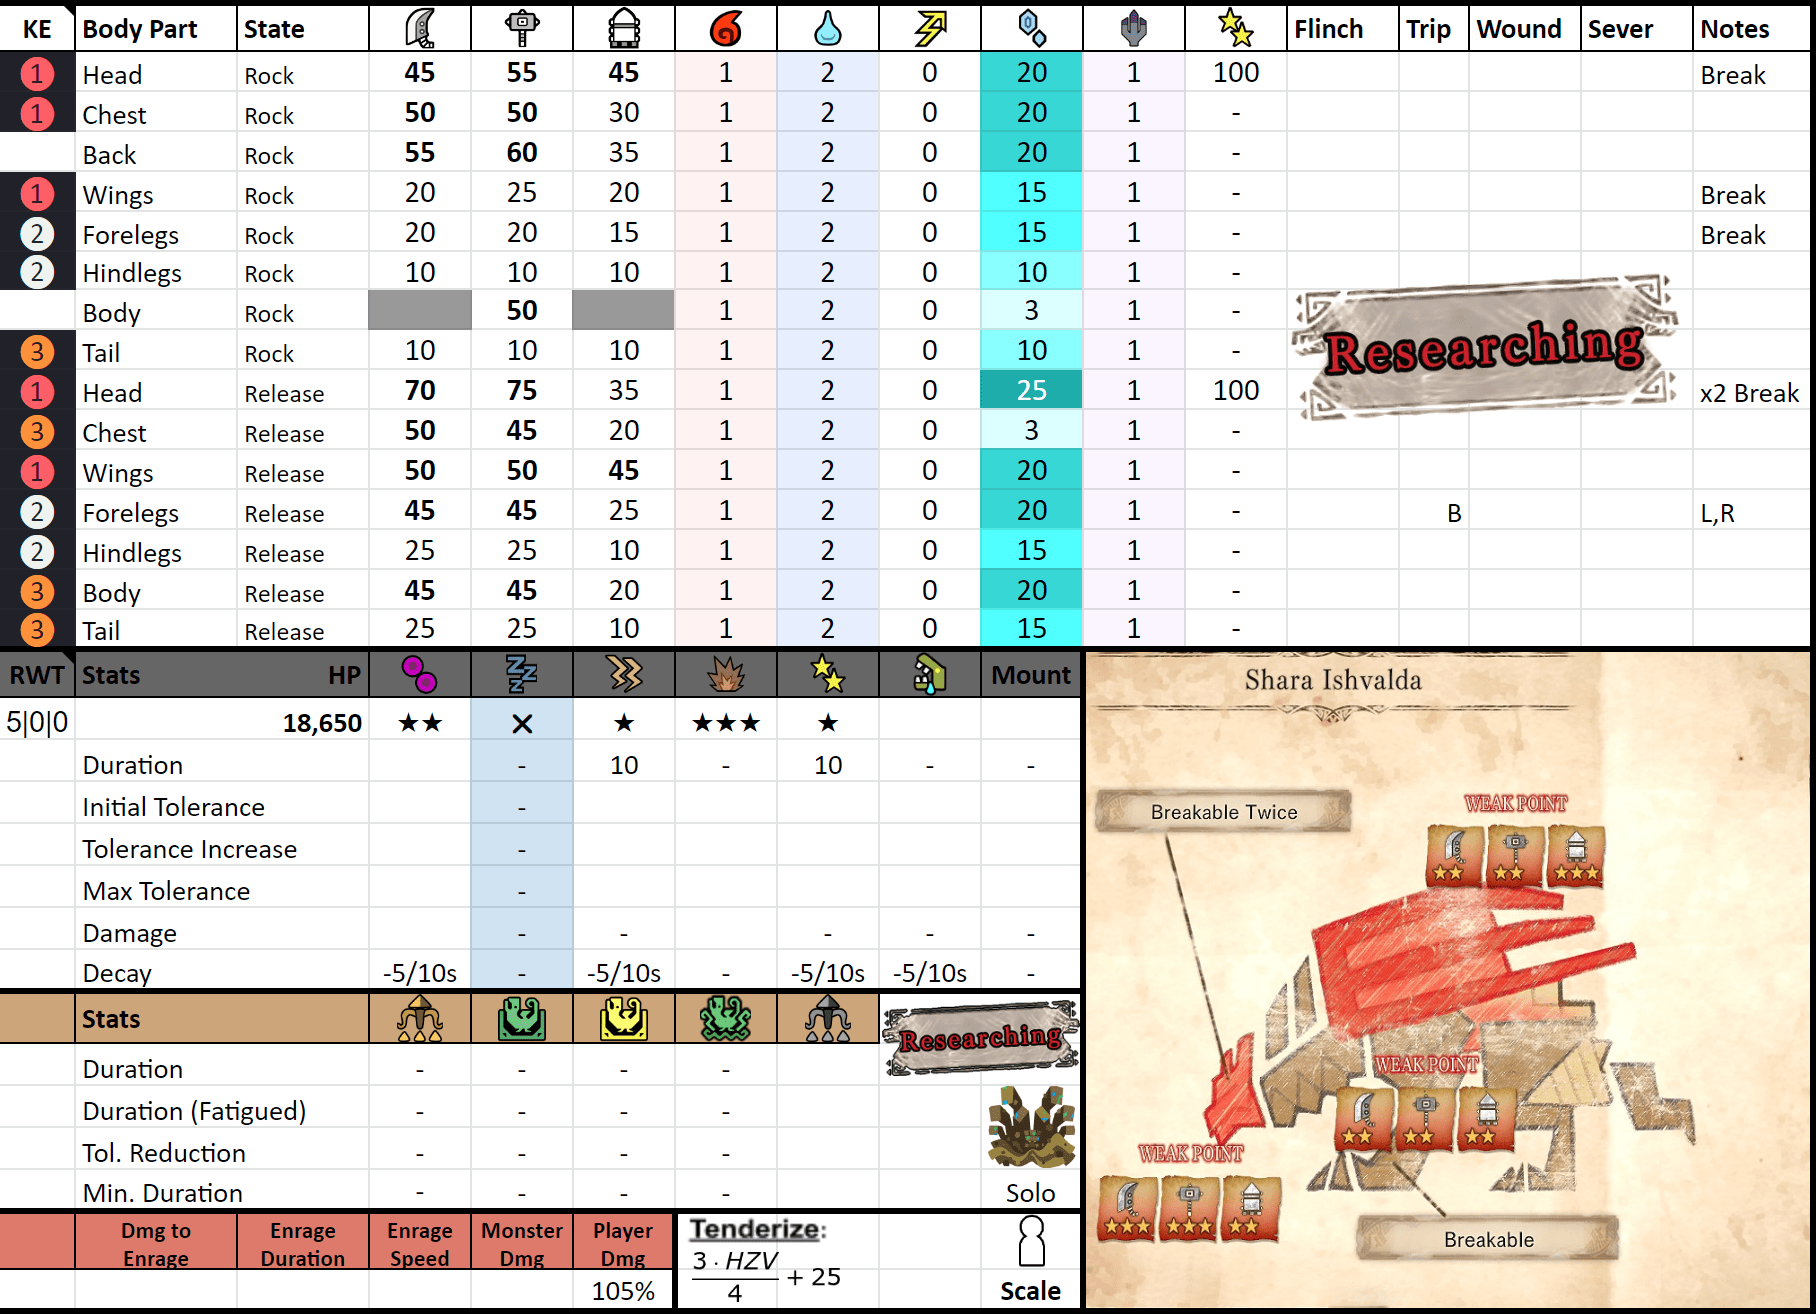 KE Body Part State Flinch Trip Wound Sever Notes
1 Head Rock 45 55 45 1 2 0 20 1 100 Break
1 Chest Rock 50 50 30 1 2 0 20 1 -
Back Rock 55 60 35 1 2 0 20 1 -
1 Wings Rock 20 25 20 1 2 0 15 1 - Break
2 Forelegs Rock 20 20 15 1 2 0 15 1 - Break
2 Hindlegs Rock 10 10 10 1 2 0 10 1 -
Body Rock 50 1 2 0 3 1 -
3 Tail Rock 10 10 10 1 2 0 10 1 -
Researching
1 Head Release 70 75 35 1 2 0 25 1 100 x2 Break
3 Chest Release 50 45 20 1 2 0 3 1 -
1 Wings Release 50 50 45 1 2 0 20 1 -
2 Forelegs Release 45 45 25 1 2 0 20 1 - B L,R
2 Hindlegs Release 25 25 10 1 2 0 15 1 -
3 Body Release 45 45 20 1 2 0 20 1 -
3 Tail Release 25 25 10 1 2 0 15 1 -
RWT Stats HP Mount
5|0|0 18,650 ★★ ✕ ★ ★★★ ★
Duration - 10 - 10 - -
Initial Tolerance -
Tolerance Increase -
Max Tolerance -
Damage - - - - -
Decay -5/10s - -5/10s - -5/10s -5/10s -
Stats
Researching
Duration - - - -
Duration (Fatigued) - - - -
Tol. Reduction - - - -
Min. Duration - - - -
Solo
Dmg to Enrage Enrage Duration Enrage Speed Monster Dmg Player Dmg
105%
Tenderize:
3 · HZV
4
+ 25
Scale
Shara Ishvalda
Breakable Twice
WEAK POINT
★★ ★★ ★★★
WEAK POINT
★★ ★★ ★★
WEAK POINT
★★★ ★★★ ★★
Breakable